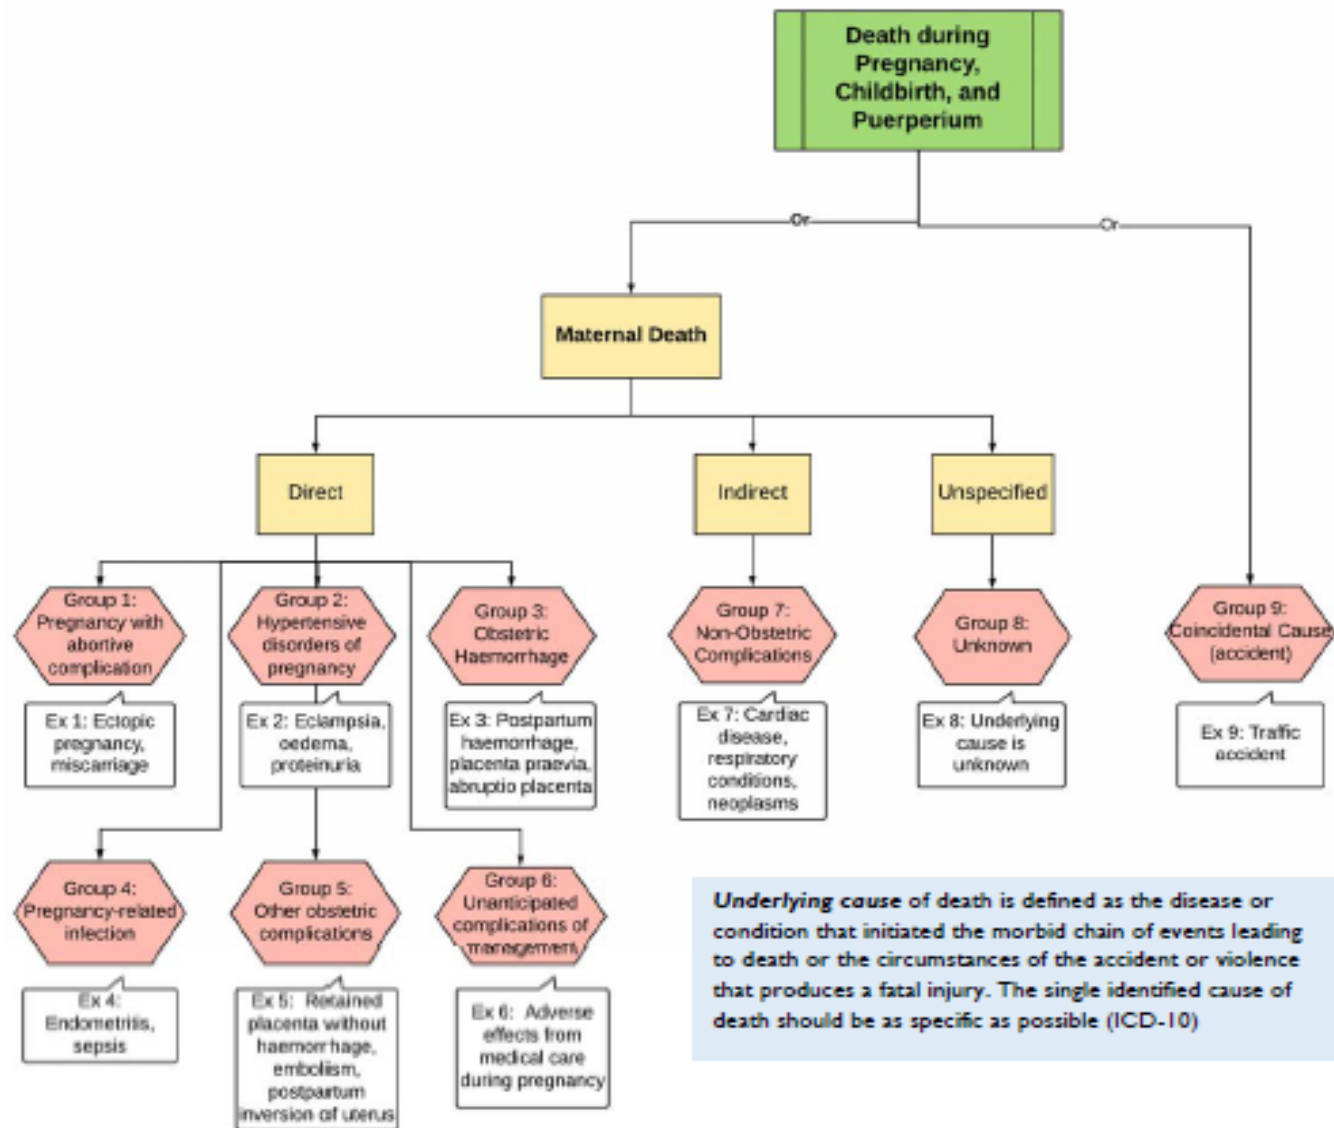 Death during
Pregnancy,
Childbirth, and
Puerperium
Or
Or
Maternal Death
Direct
Indirect
Unspecified
Group 1:
Pregnancy with
abortive
complication
Group 2:
Hypertensive
disorders of
pregnancy
Group 3:
Obstetric
Haemorrhage
Group 7:
Non-Obstetric
Complications
Group 8:
Unknown
Group 9:
Coincidental Cause
(accident)
Ex 1: Ectopic
pregnancy,
miscarriage
Ex 2: Eclampsia,
oedema,
proteinuria
Ex 3: Postpartum
haemorrhage,
placenta praevia,
abruptio placenta
Ex 7: Cardiac
disease,
respiratory
conditions,
neoplasms
Ex 8: Underlying
cause is
unknown
Ex 9: Traffic
accident
Group 4:
Pregnancy-related
infection
Group 5:
Other obstetric
complications
Group 6:
Unanticipated
complications of
management
Ex 4:
Endometritis,
sepsis
Ex 5: Retained
placenta without
haemorrhage,
emboliism,
postpartum
inversion of uterus
Ex 6: Adverse
effects from
medical care
during pregnancy
Underlying cause of death is defined as the disease or
condition that initiated the morbid chain of events leading
to death or the circumstances of the accident or violence
that produces a fatal injury. The single identified cause of
death should be as specific as possible (ICD-10)